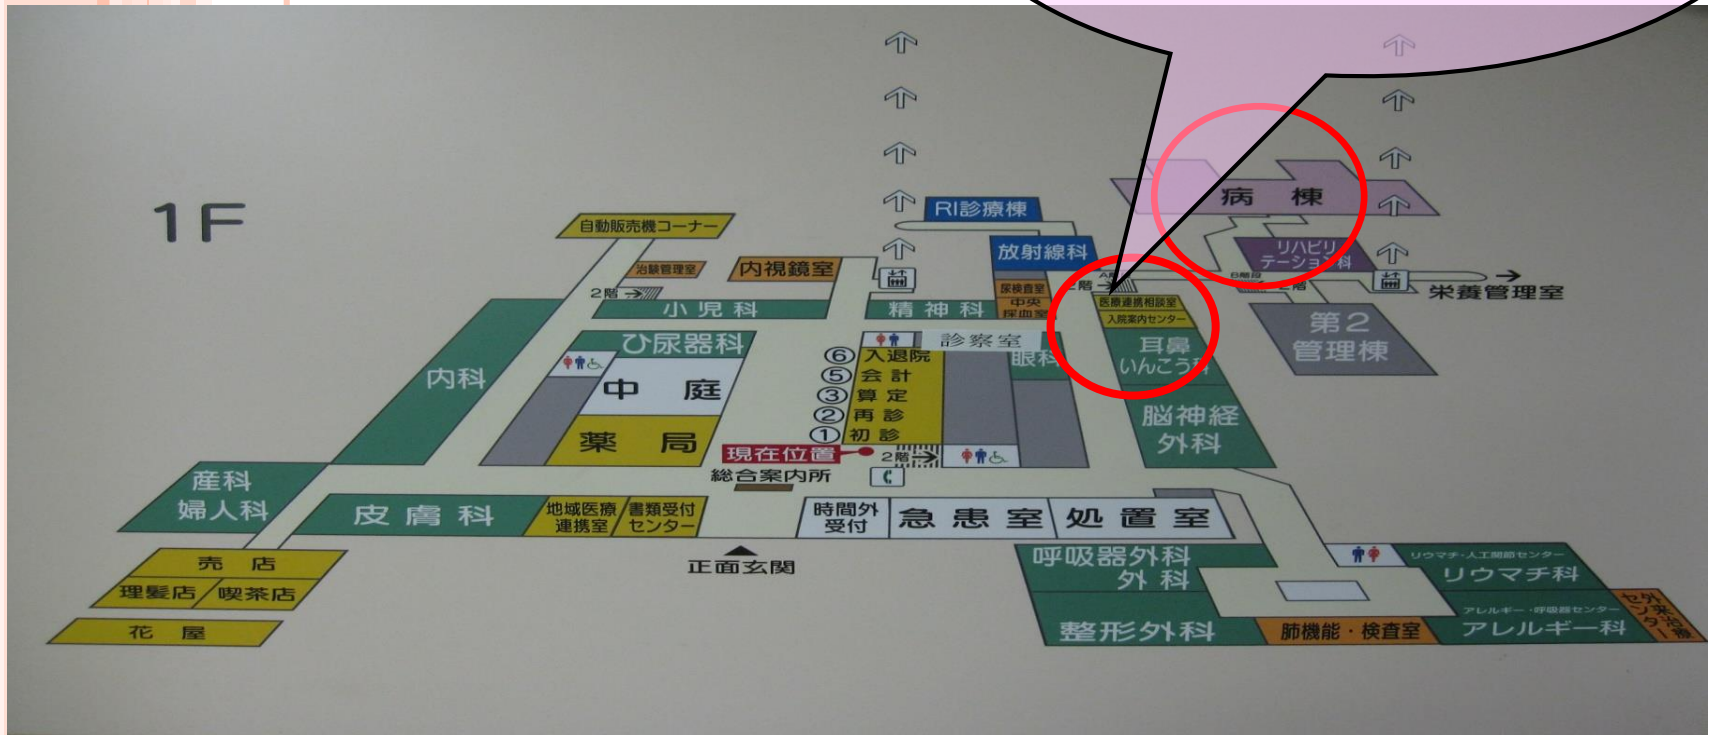 1F
自動販売機コーナー
RI診療棟
病棟
治験管理室
内視鏡室
放射線科
リハビリ
テーション科
2階
尿検査室
A階段
2階
B階段
2階
栄養管理室
小児科
精神科
中央
採血室
医療連携相談室
入院案内センター
第2
管理棟
ひ尿器科
診察室
眼科
耳鼻
いんこう科
内科
中庭
⑥入退院
⑤会計
③算定
②再診
①初診
脳神経
外科
薬局
現在位置
2階
総合案内所
産科
婦人科
皮膚科
地域医療
連携室
書類受付
センター
時間外
受付
急患室
処置室
正面玄関
売店
理髪店
喫茶店
花屋
呼吸器外科
外科
リウマチ・人工関節センター
リウマチ科
整形外科
肺機能・検査室
アレルギー・呼吸器センター
アレルギー科
外来治療
センター